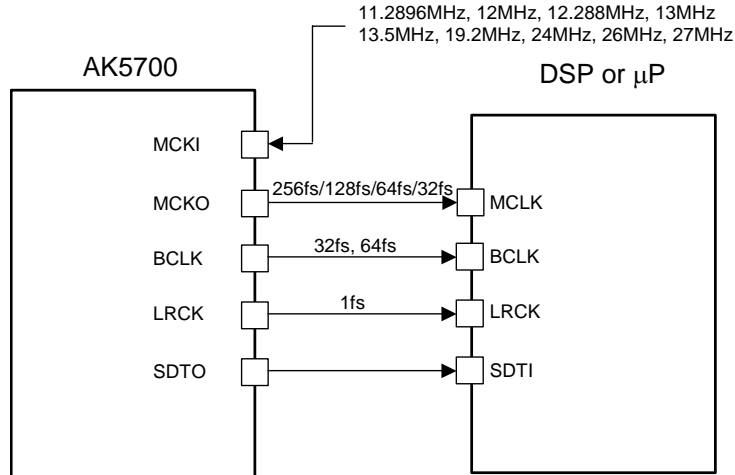 11.2896MHz, 12MHz, 12.288MHz, 13MHz
13.5MHz, 19.2MHz, 24MHz, 26MHz, 27MHz
AK5700
DSP or μP
MCKI
MCKO
256fs/128fs/64fs/32fs
MCLK
BCLK
32fs, 64fs
BCLK
LRCK
1fs
LRCK
SDTO
SDTI